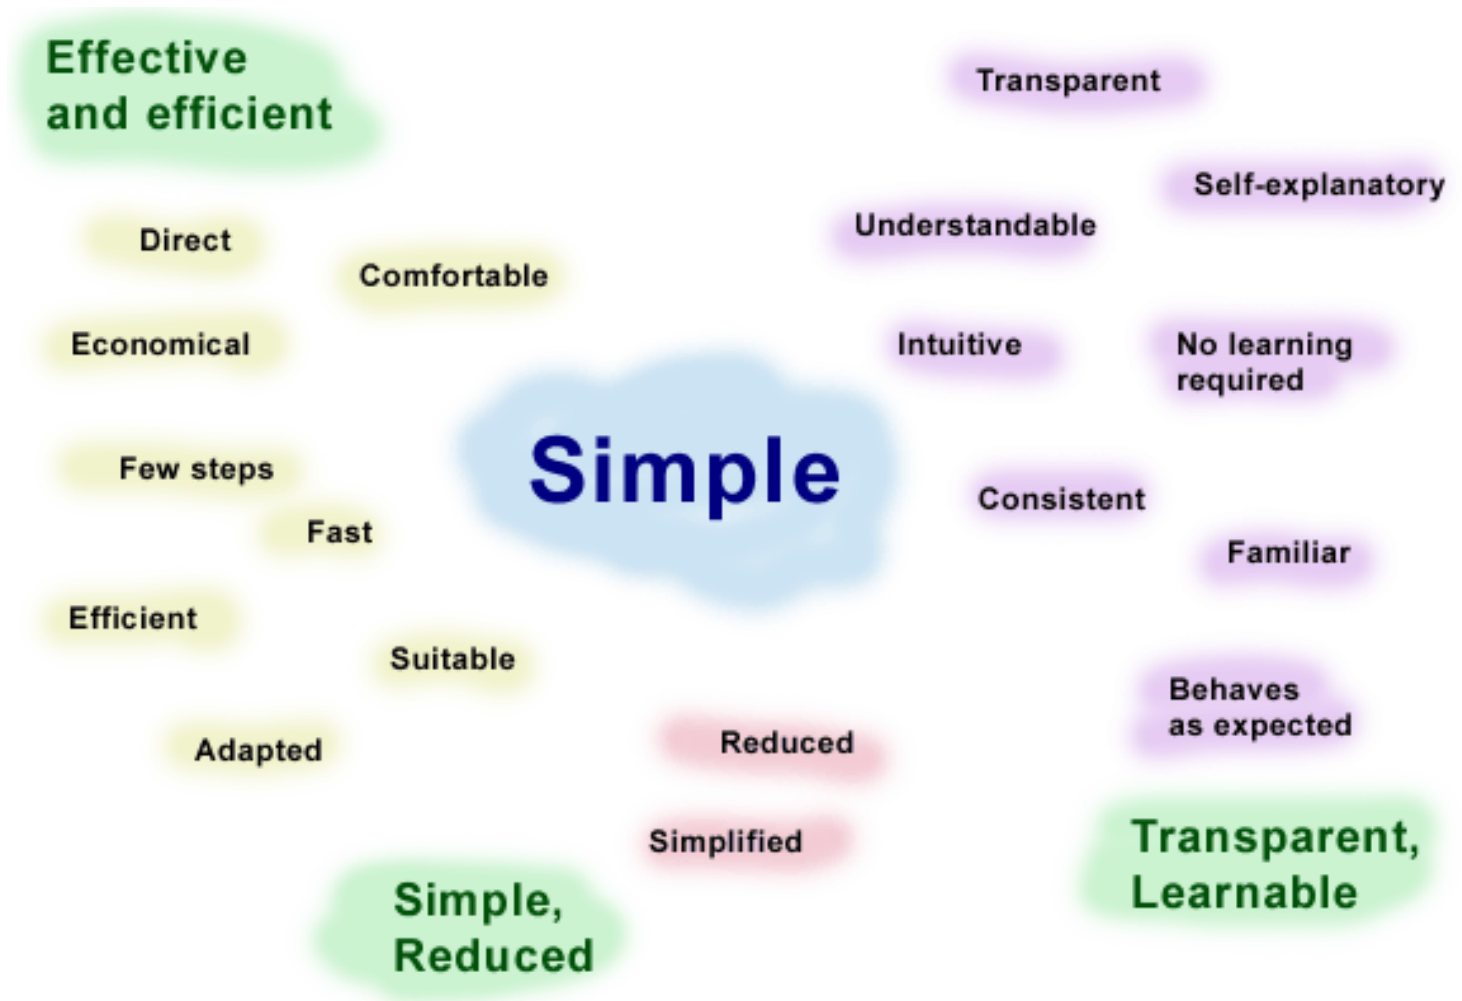 Effective
and efficient
Transparent
Self-explanatory
Understandable
Direct
Comfortable
Economical
Intuitive
No learning
required
Few steps
Simple
Consistent
Fast
Familiar
Efficient
Suitable
Behaves
as expected
Adapted
Reduced
Simplified
Transparent,
Learnable
Simple,
Reduced